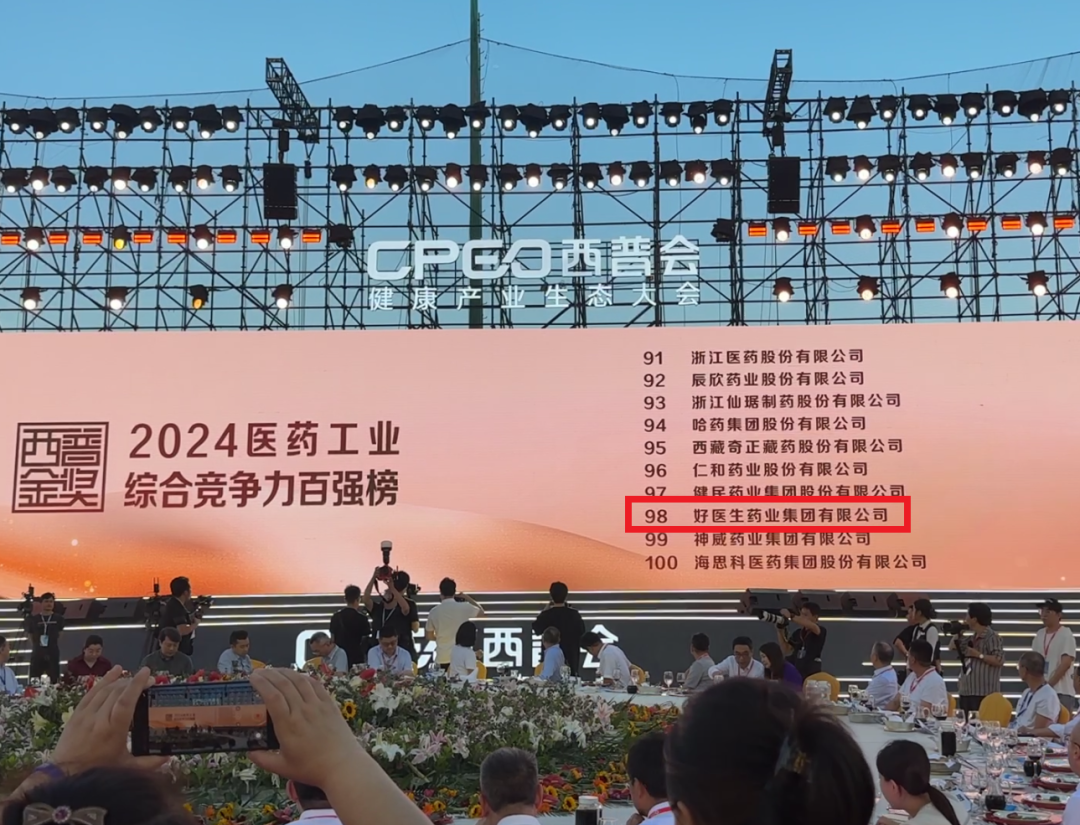 CPEO西普会
健康产业生态大会
西普金奖
2024医药工业
综合竞争力百强榜
91 浙江医药股份有限公司
92 辰欣药业股份有限公司
93 浙江仙琚制药股份有限公司
94 哈药集团股份有限公司
95 西藏奇正藏药股份有限公司
96 仁和药业股份有限公司
97 健民药业集团股份有限公司
98 好医生药业集团有限公司
99 神威药业集团有限公司
100 海思科医药集团股份有限公司
西普